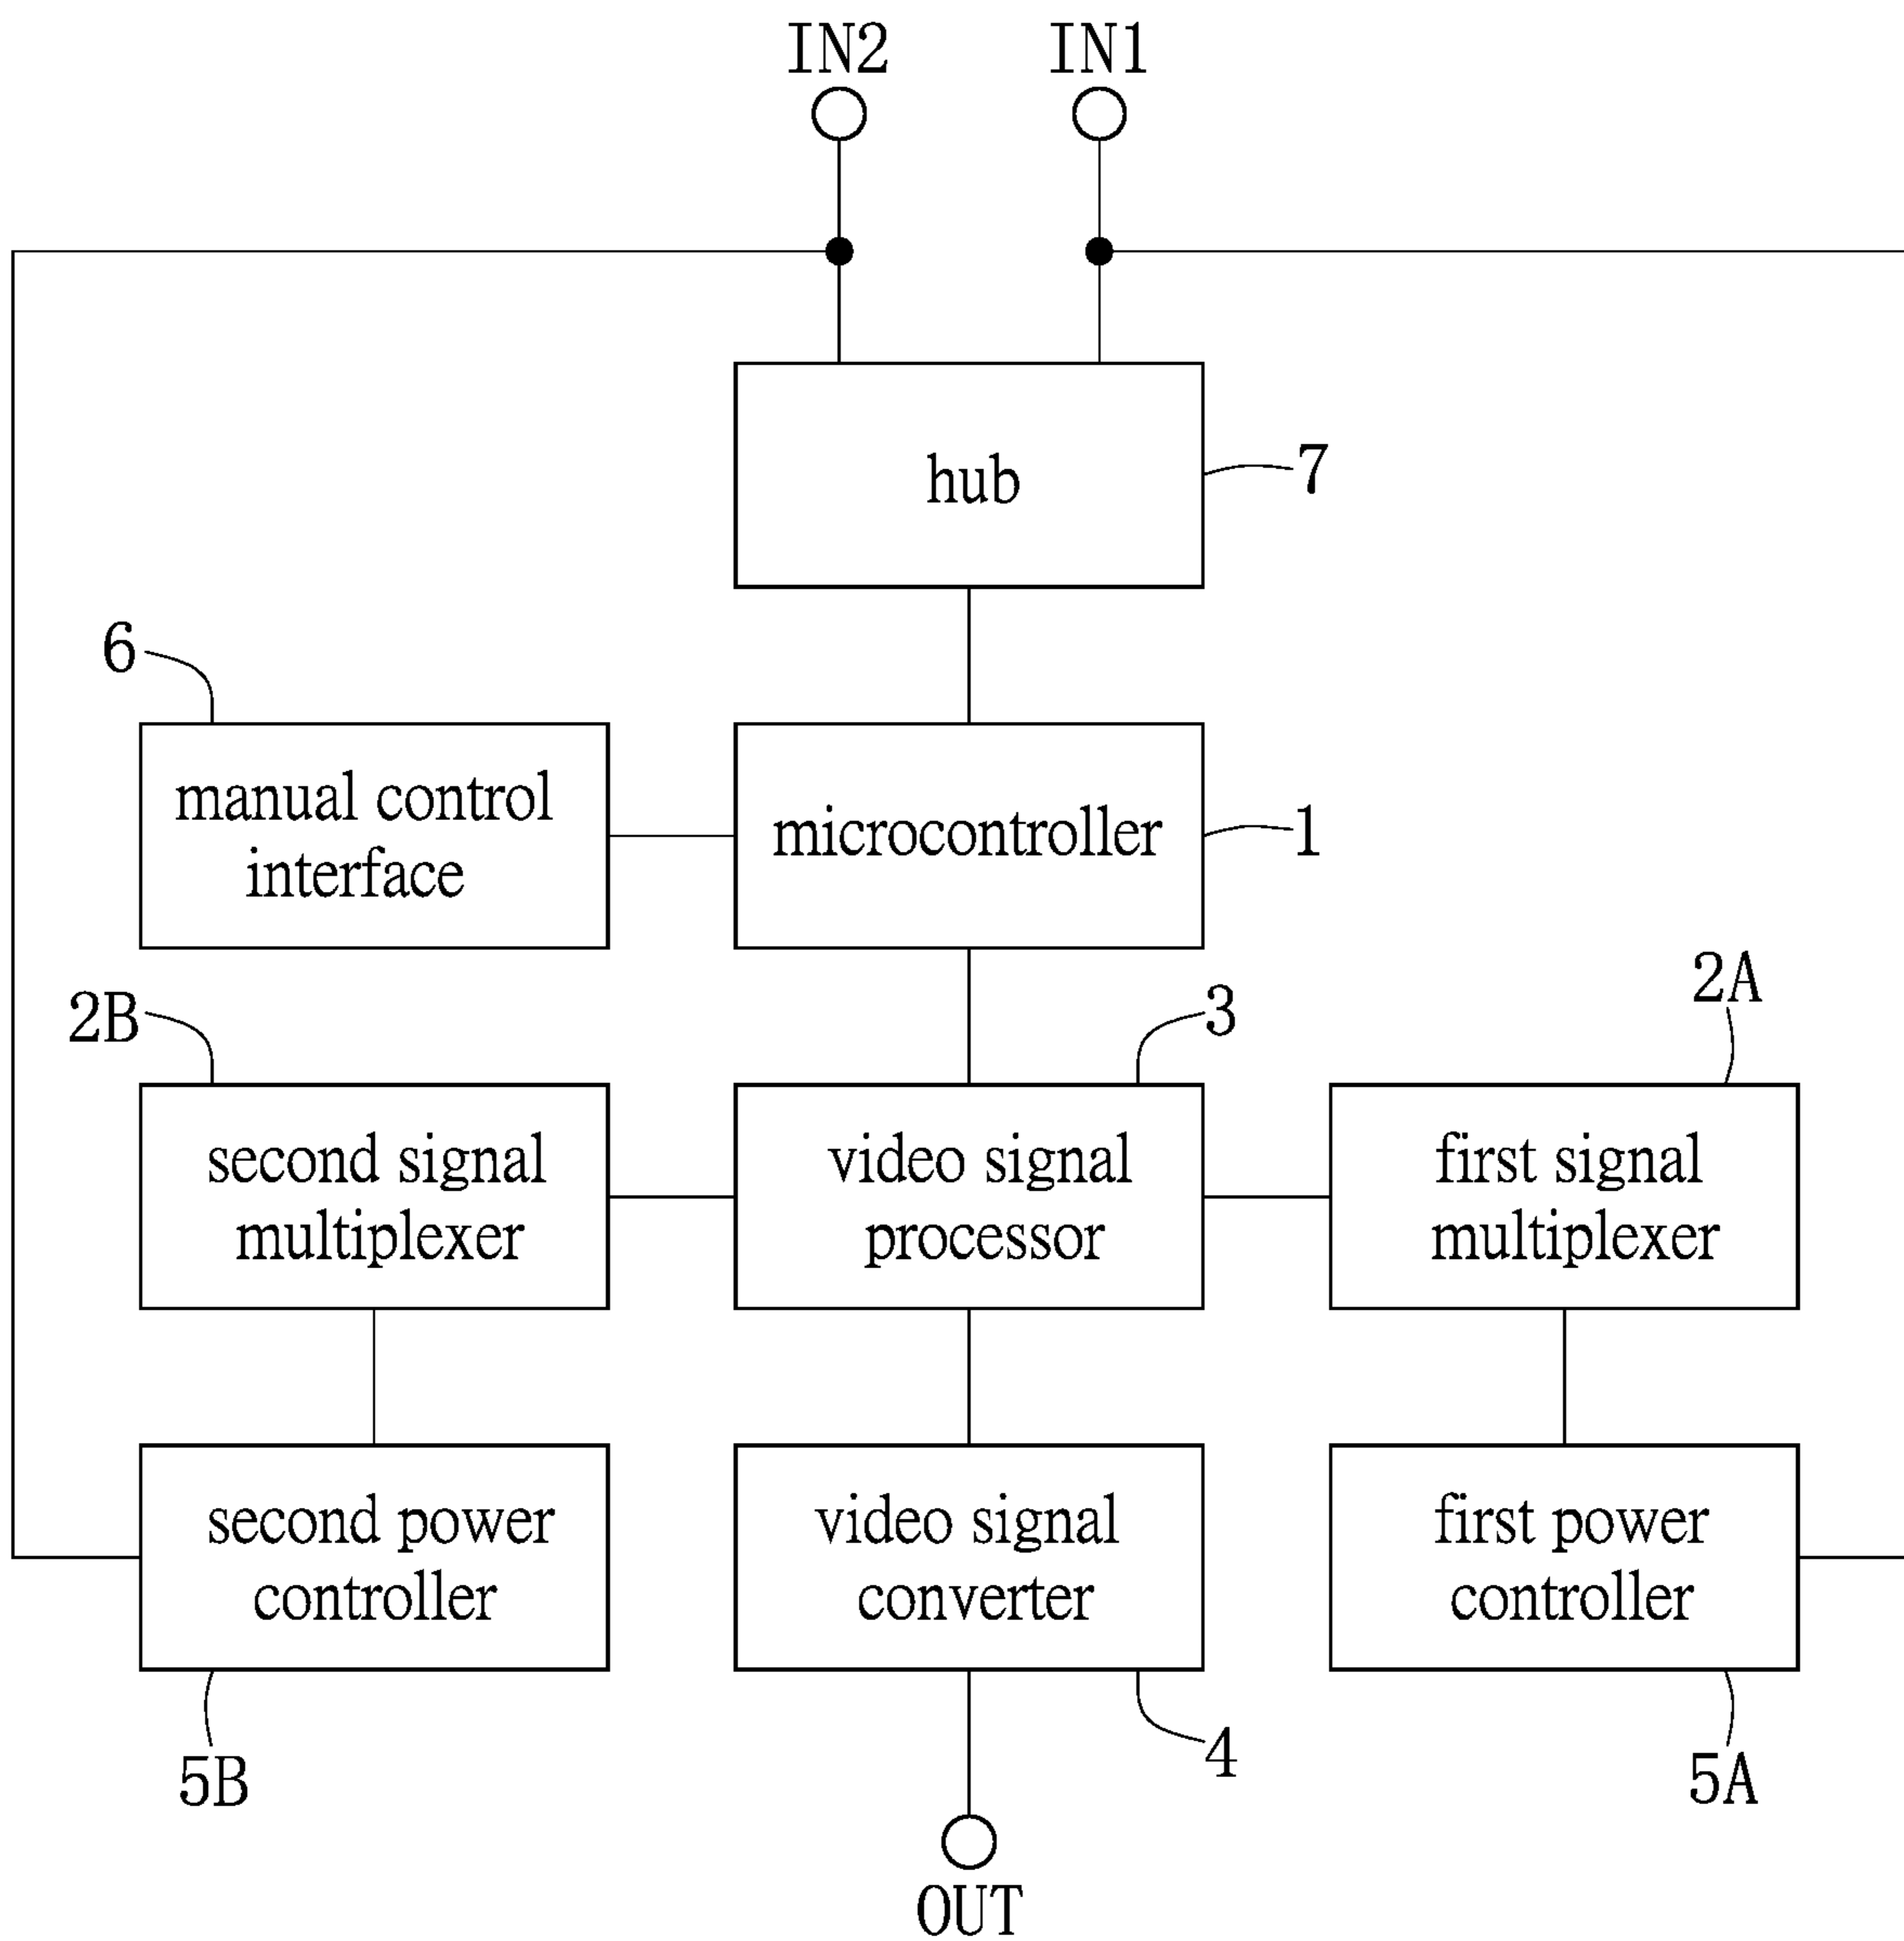 IN2
IN1
hub
7
6
manual control
interface
microcontroller
1
2B
3
2A
second signal
multiplexer
video signal
processor
first signal
multiplexer
second power
controller
video signal
converter
first power
controller
5B
4
5A
OUT